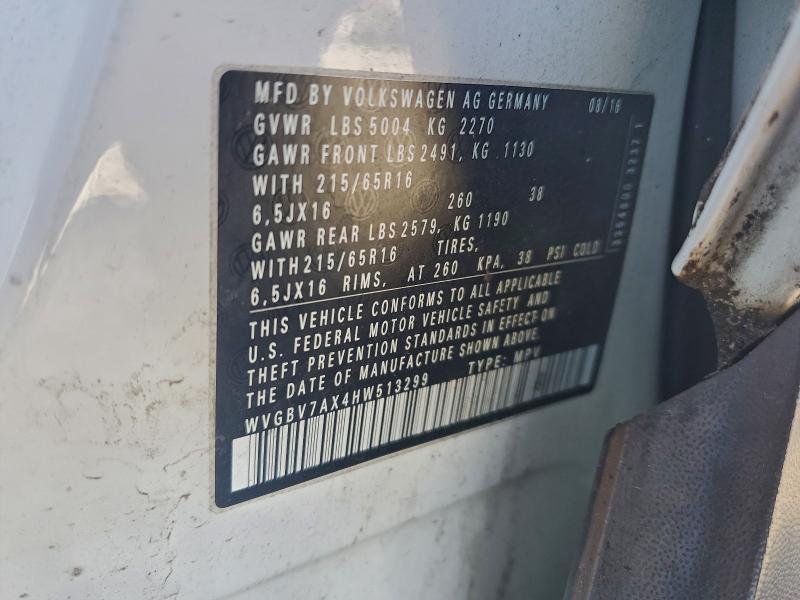 MFD BY VOLKSWAGEN AG GERMANY 08/16
GVWR LBS 5004, KG 2270
GAWR FRONT LBS 2491, KG 1130
WITH 215/65R16
6,5JX16 260 38
GAWR REAR LBS 2579, KG 1190
WITH 215/65R16 TIRES,
6,5JX16 RIMS, AT 260 KPA, 38 PSI COLD
THIS VEHICLE CONFORMS TO ALL APPLICABLE
U.S. FEDERAL MOTOR VEHICLE SAFETY AND
THEFT PREVENTION STANDARDS IN EFFECT ON
THE DATE OF MANUFACTURE SHOWN ABOVE.
WVGBV7AX4HW513299 TYPE: MPV